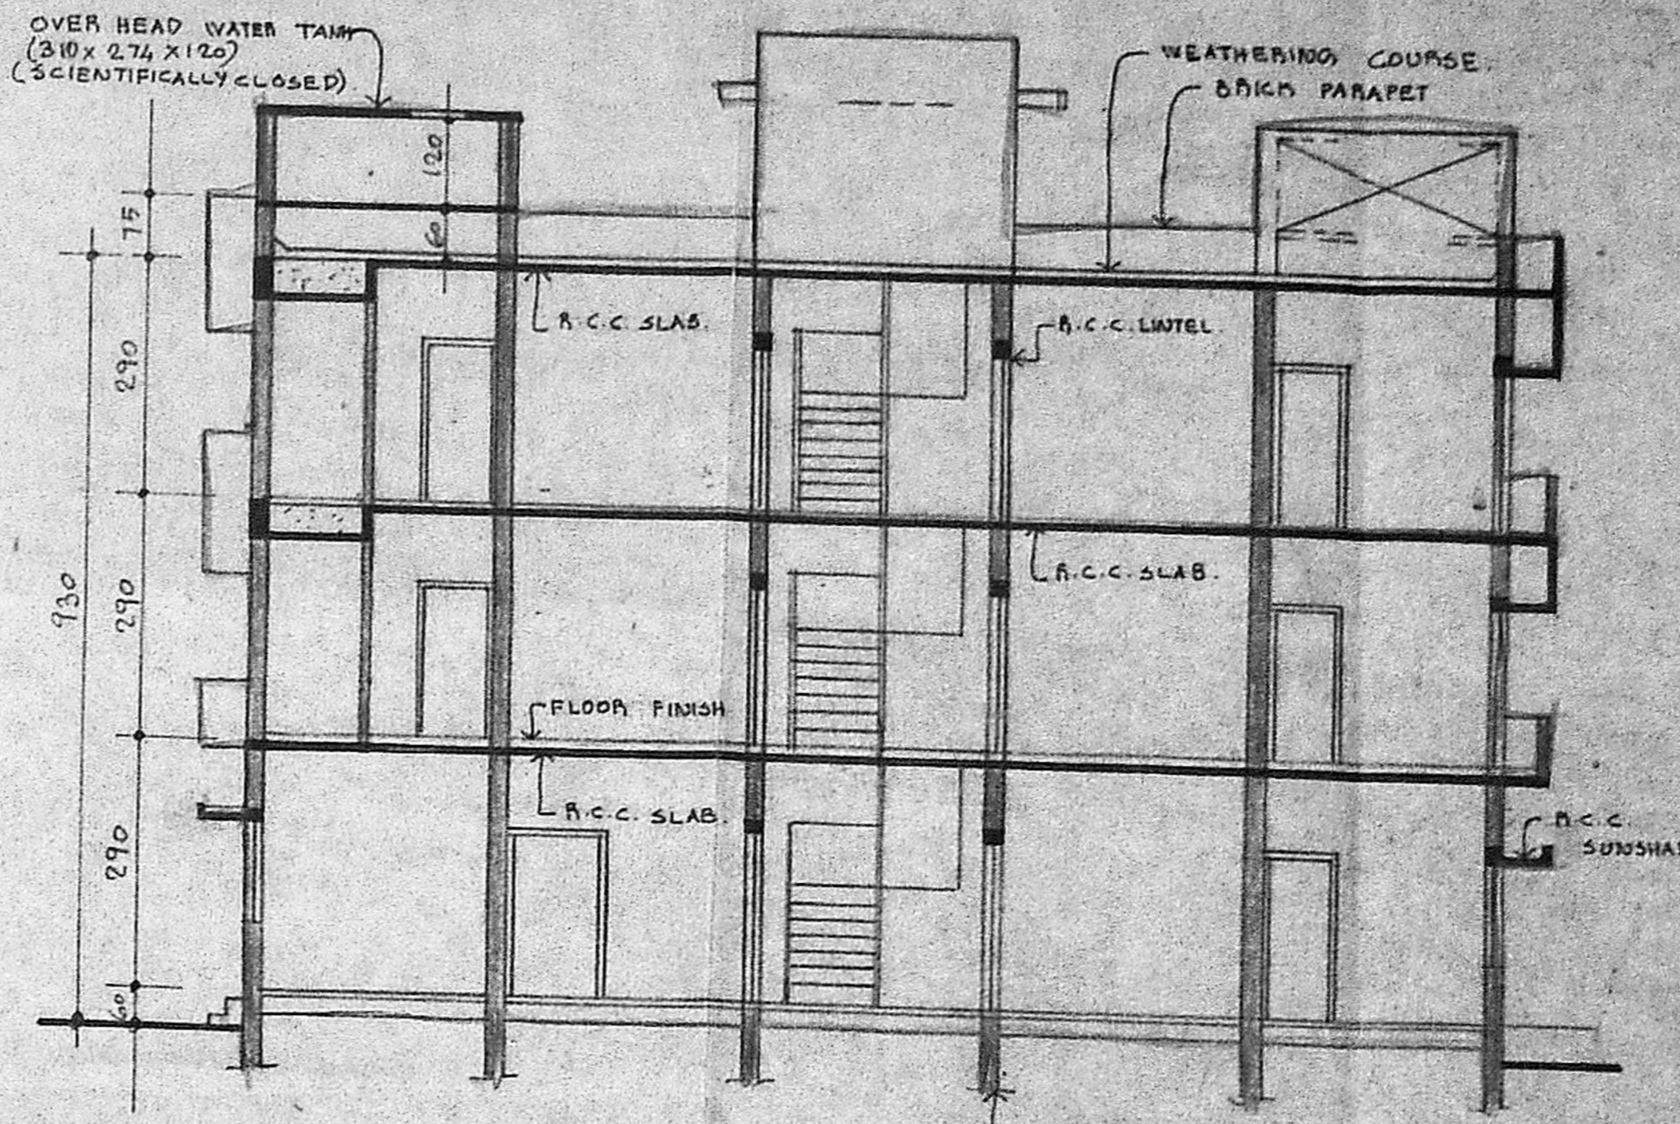 OVER HEAD WATER TANK
(310 x 274 x 120)
(SCIENTIFICALLY CLOSED).
WEATHERING COURSE.
BRICK PARAPET
120
75
60
R.C.C. SLAB.
R.C.C. LINTEL.
290
R.C.C. SLAB.
930
290
FLOOR FINISH
R.C.C. SLAB.
R.C.C.
SUNSHA
290
60